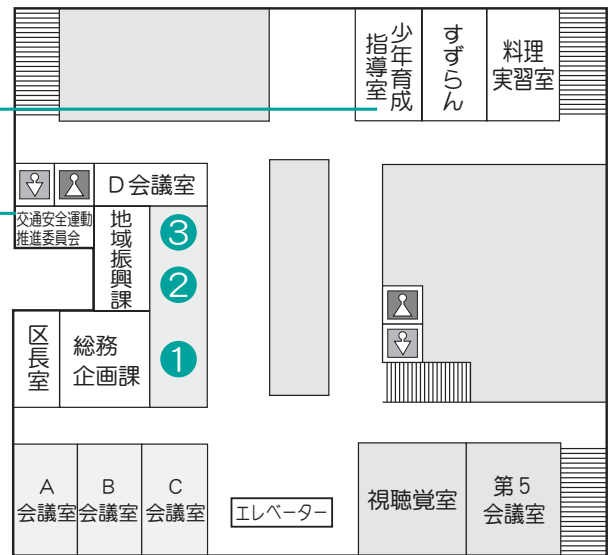 少年育成
指導室
すずらん
料理
実習室
D会議室
交通安全運動
推進委員会
地域振興課
3
2
1
区長室
総務
企画課
A
会議室
B
会議室
C
会議室
エレベーター
視聴覚室
第5
会議室